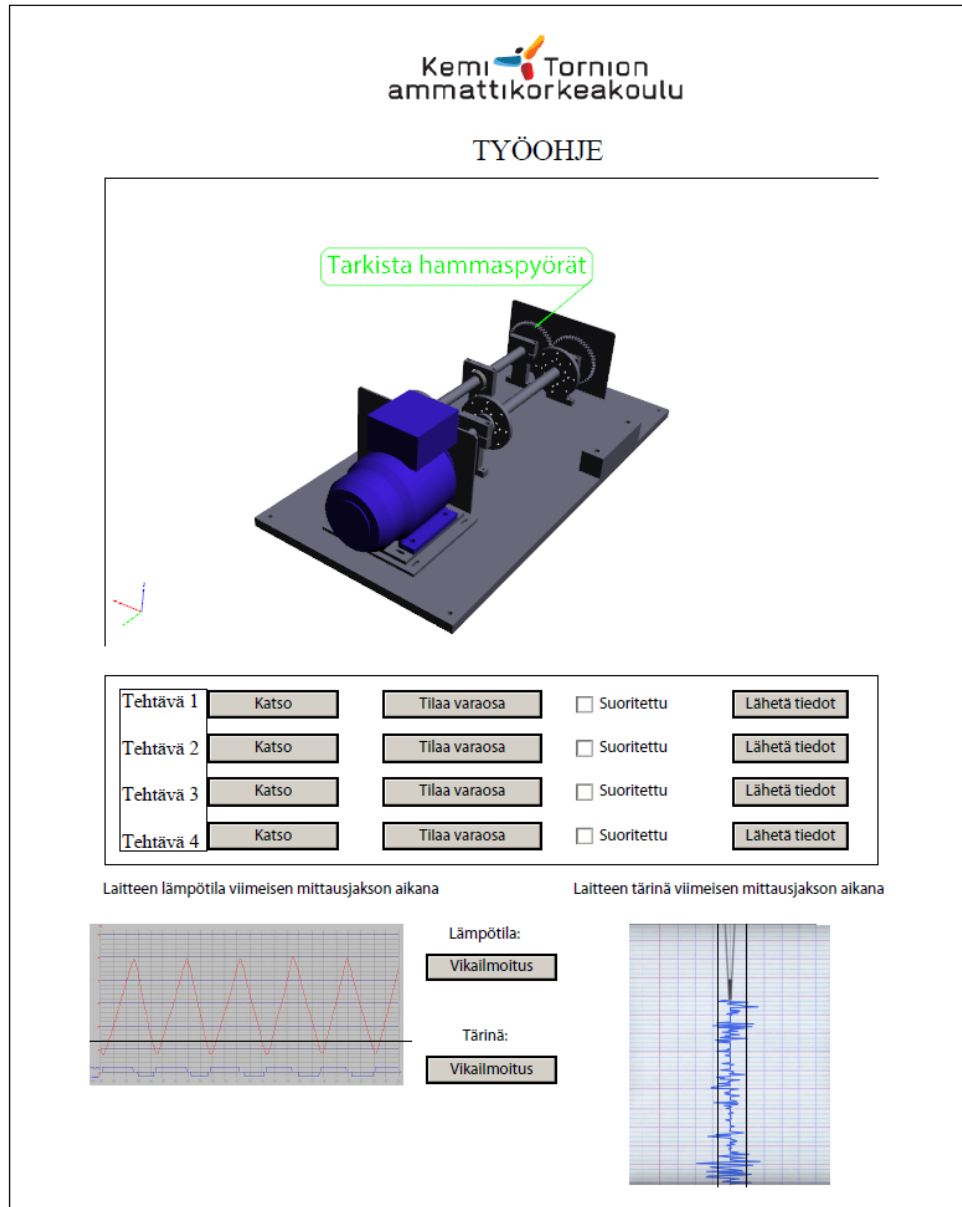 Kemi Tornion
ammattikorkeakoulu
TYÖOHJE
Tarkista hammaspyörät
Tehtävä 1 Katso Tilaa varaosa Suoritettu Lähetä tiedot
Tehtävä 2 Katso Tilaa varaosa Suoritettu Lähetä tiedot
Tehtävä 3 Katso Tilaa varaosa Suoritettu Lähetä tiedot
Tehtävä 4 Katso Tilaa varaosa Suoritettu Lähetä tiedot
Laitteen lämpötila viimeisen mittausjakson aikana
Laitteen tärinä viimeisen mittausjakson aikana
Lämpötila:
Vikailmoitus
Tärinä:
Vikailmoitus